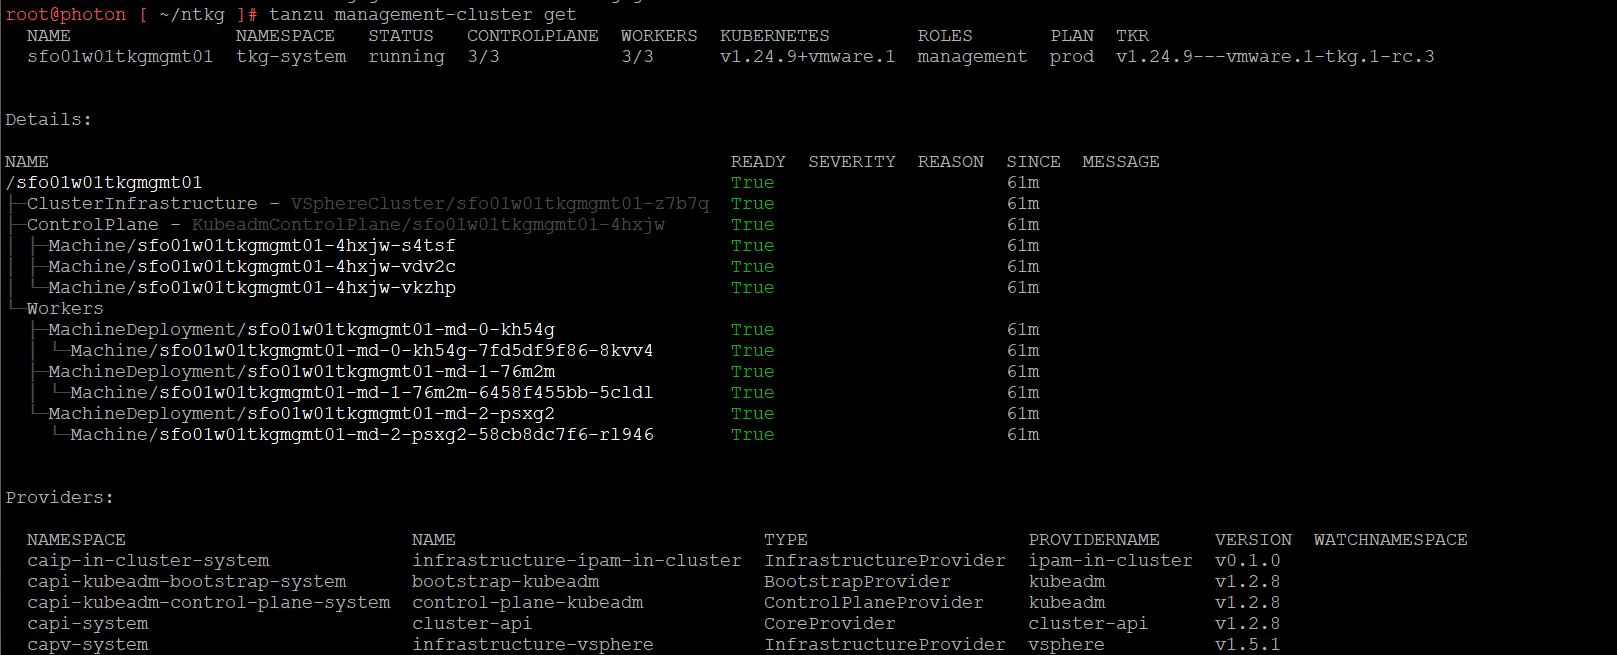 root@photon [ ~/ntkg ]# tanzu management-cluster get
NAME NAMESPACE STATUS CONTROLPLANE WORKERS KUBERNETES ROLES PLAN TKR
sfo01w01tkgmgmt01 tkg-system running 3/3 3/3 v1.24.9+vmware.1 management prod v1.24.9---vmware.1-tkg.1-rc.3
Details:
NAME READY SEVERITY REASON SINCE MESSAGE
/sfo01w01tkgmgmt01 True 61m
├─ClusterInfrastructure - VSphereCluster/sfo01w01tkgmgmt01-z7b7q True 61m
├─ControlPlane - KubeadmControlPlane/sfo01w01tkgmgmt01-4hxjw True 61m
│ ├─Machine/sfo01w01tkgmgmt01-4hxjw-s4tsf True 61m
│ ├─Machine/sfo01w01tkgmgmt01-4hxjw-vdv2c True 61m
│ └─Machine/sfo01w01tkgmgmt01-4hxjw-vkzhp True 61m
└─Workers
├─MachineDeployment/sfo01w01tkgmgmt01-md-0-kh54g True 61m
│ └─Machine/sfo01w01tkgmgmt01-md-0-kh54g-7fd5df9f86-8kvv4 True 61m
├─MachineDeployment/sfo01w01tkgmgmt01-md-1-76m2m True 61m
│ └─Machine/sfo01w01tkgmgmt01-md-1-76m2m-6458f455bb-5cldl True 61m
└─MachineDeployment/sfo01w01tkgmgmt01-md-2-psxg2 True 61m
└─Machine/sfo01w01tkgmgmt01-md-2-psxg2-58cb8dc7f6-rl946 True 61m
Providers:
NAMESPACE NAME TYPE PROVIDERNAME VERSION WATCHNAMESPACE
caip-in-cluster-system infrastructure-ipam-in-cluster InfrastructureProvider ipam-in-cluster v0.1.0
capi-kubeadm-bootstrap-system bootstrap-kubeadm BootstrapProvider kubeadm v1.2.8
capi-kubeadm-control-plane-system control-plane-kubeadm ControlPlaneProvider kubeadm v1.2.8
capi-system cluster-api CoreProvider cluster-api v1.2.8
capv-system infrastructure-vsphere InfrastructureProvider vsphere v1.5.1